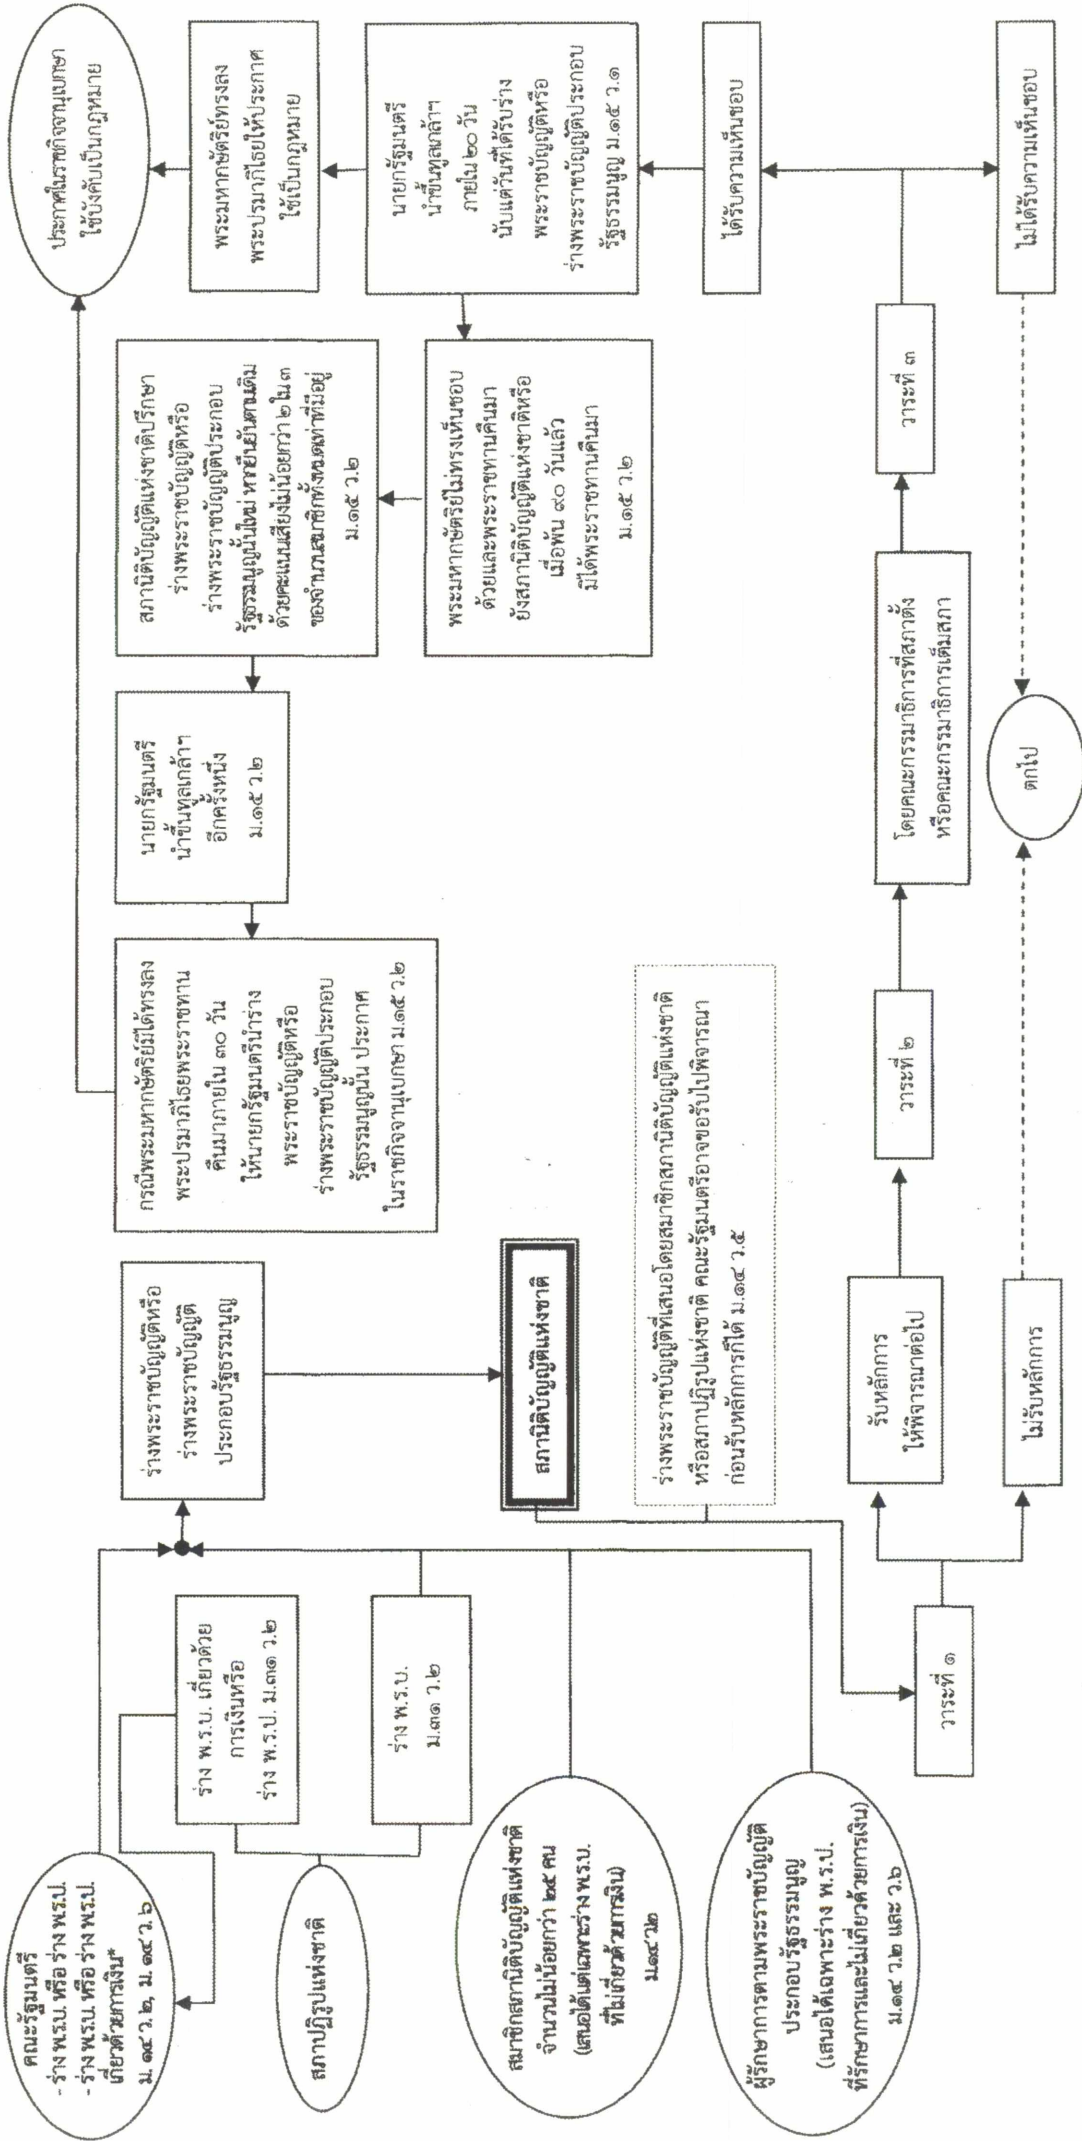 คณะรัฐมนตรี
- ร่าง พ.ร.บ. หรือ ร่าง พ.ร.ป.
- ร่าง พ.ร.บ. หรือ ร่าง พ.ร.ป.
เกี่ยวด้วยการเงิน*
ม. ๑๔ ว. ๒, ม. ๑๔ ว. ๖
สภาปฏิรูปแห่งชาติ
สมาชิกสภานิติบัญญัติแห่งชาติ
จำนวนไม่น้อยกว่า ๒๕ คน
(เสนอได้แต่เฉพาะร่าง พ.ร.บ.
ที่ไม่เกี่ยวด้วยการเงิน)
ม.๑๔ ว.๒
ผู้รักษาการตามพระราชบัญญัติ
ประกอบรัฐธรรมนูญ
(เสนอได้เฉพาะร่าง พ.ร.ป.
ที่รักษาการและไม่เกี่ยวด้วยการเงิน)
ม.๑๔ ว.๒ และ ว.๖
ร่าง พ.ร.บ. เกี่ยวด้วย
การเงินหรือ
ร่าง พ.ร.ป. ม.๓๑ ว.๒
ร่าง พ.ร.บ.
ม.๓๑ ว.๒
ร่างพระราชบัญญัติหรือ
ร่างพระราชบัญญัติ
ประกอบรัฐธรรมนูญ
สภานิติบัญญัติแห่งชาติ
ร่างพระราชบัญญัติที่เสนอโดยสมาชิกสภานิติบัญญัติแห่งชาติ
หรือสภาปฏิรูปแห่งชาติ คณะรัฐมนตรีอาจขอรับไปพิจารณา
ก่อนรับหลักการก็ได้ ม.๑๔ ว.๕
วาระที่ ๑
รับหลักการ
ให้พิจารณาต่อไป
ไม่รับหลักการ
วาระที่ ๒
โดยคณะกรรมาธิการที่สภาตั้ง
หรือคณะกรรมาธิการเต็มสภา
ตกไป
วาระที่ ๓
ได้รับความเห็นชอบ
ไม่ได้รับความเห็นชอบ
นายกรัฐมนตรี
นำขึ้นทูลเกล้าฯ
ภายใน ๒๐ วัน
นับแต่วันที่ได้รับร่าง
พระราชบัญญัติหรือ
ร่างพระราชบัญญัติประกอบ
รัฐธรรมนูญ ม.๑๕ ว.๑
พระมหากษัตริย์ทรงลง
พระปรมาภิไธยให้ประกาศ
ใช้เป็นกฎหมาย
ประกาศในราชกิจจานุเบกษา
ใช้บังคับเป็นกฎหมาย
พระมหากษัตริย์ไม่ทรงเห็นชอบ
ด้วยและพระราชทานคืนมา
ยังสภานิติบัญญัติแห่งชาติหรือ
เมื่อพ้น ๙๐ วันแล้ว
มิได้พระราชทานคืนมา
ม.๑๕ ว.๒
สภานิติบัญญัติแห่งชาติปรึกษา
ร่างพระราชบัญญัติหรือ
ร่างพระราชบัญญัติประกอบ
รัฐธรรมนูญนั้นใหม่ หากยืนยันตามเดิม
ด้วยคะแนนเสียงไม่น้อยกว่า ๒ ใน ๓
ของจำนวนสมาชิกทั้งหมดเท่าที่มีอยู่
ม.๑๕ ว.๒
นายกรัฐมนตรี
นำขึ้นทูลเกล้าฯ
อีกครั้งหนึ่ง
ม.๑๕ ว.๒
กรณีพระมหากษัตริย์มิได้ทรงลง
พระปรมาภิไธยพระราชทาน
คืนมาภายใน ๓๐ วัน
ให้นายกรัฐมนตรีนำร่าง
พระราชบัญญัติหรือ
ร่างพระราชบัญญัติประกอบ
รัฐธรรมนูญนั้น ประกาศ
ในราชกิจจานุเบกษา ม.๑๕ ว.๒